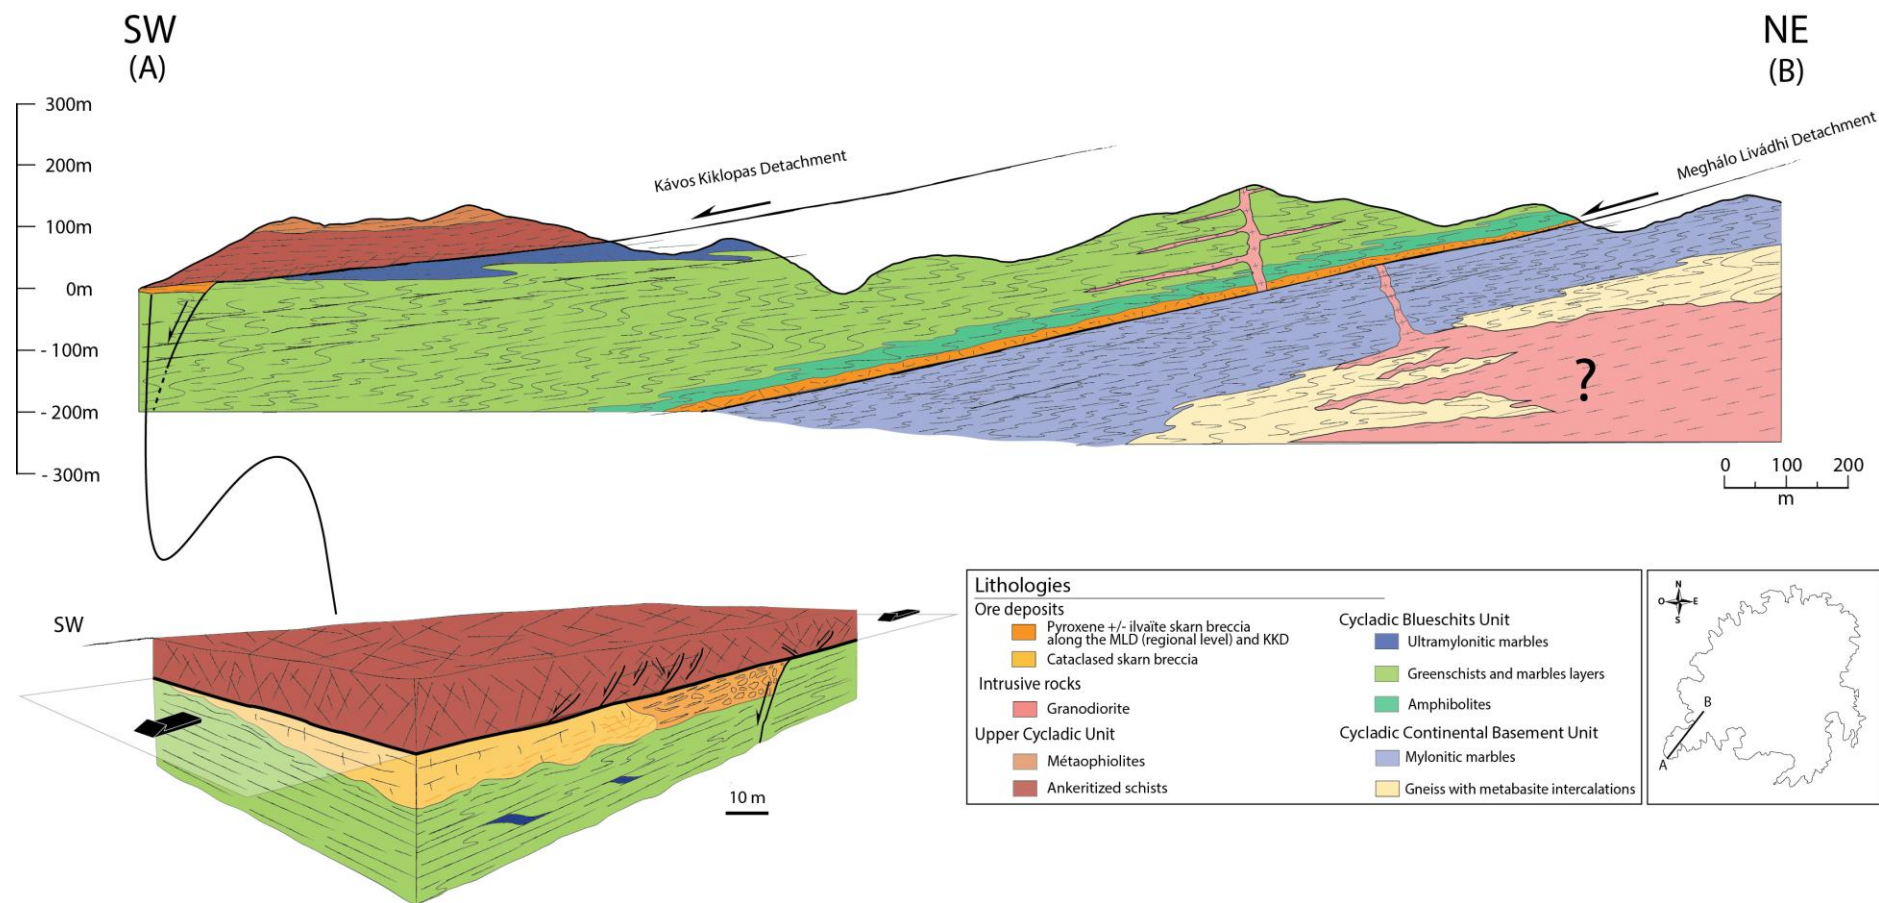 SW
(A)
NE
(B)
300m
200m
100m
0m
- 100m
- 200m
- 300m
Kávos Kiklopas Detachment
Meghálo Livádhi Detachment
?
0 100 200
m
SW
10 m
Lithologies
Ore deposits
Pyroxene +/- ilvaïte skarn breccia
along the MLD (regional level) and KKD
Cataclased skarn breccia
Intrusive rocks
Granodiorite
Upper Cycladic Unit
Métaophiolites
Ankeritized schists
Cycladic Blueschits Unit
Ultramylonitic marbles
Greenschists and marbles layers
Amphibolites
Cycladic Continental Basement Unit
Mylonitic marbles
Gneiss with metabasite intercalations
N
O E
S
B
A